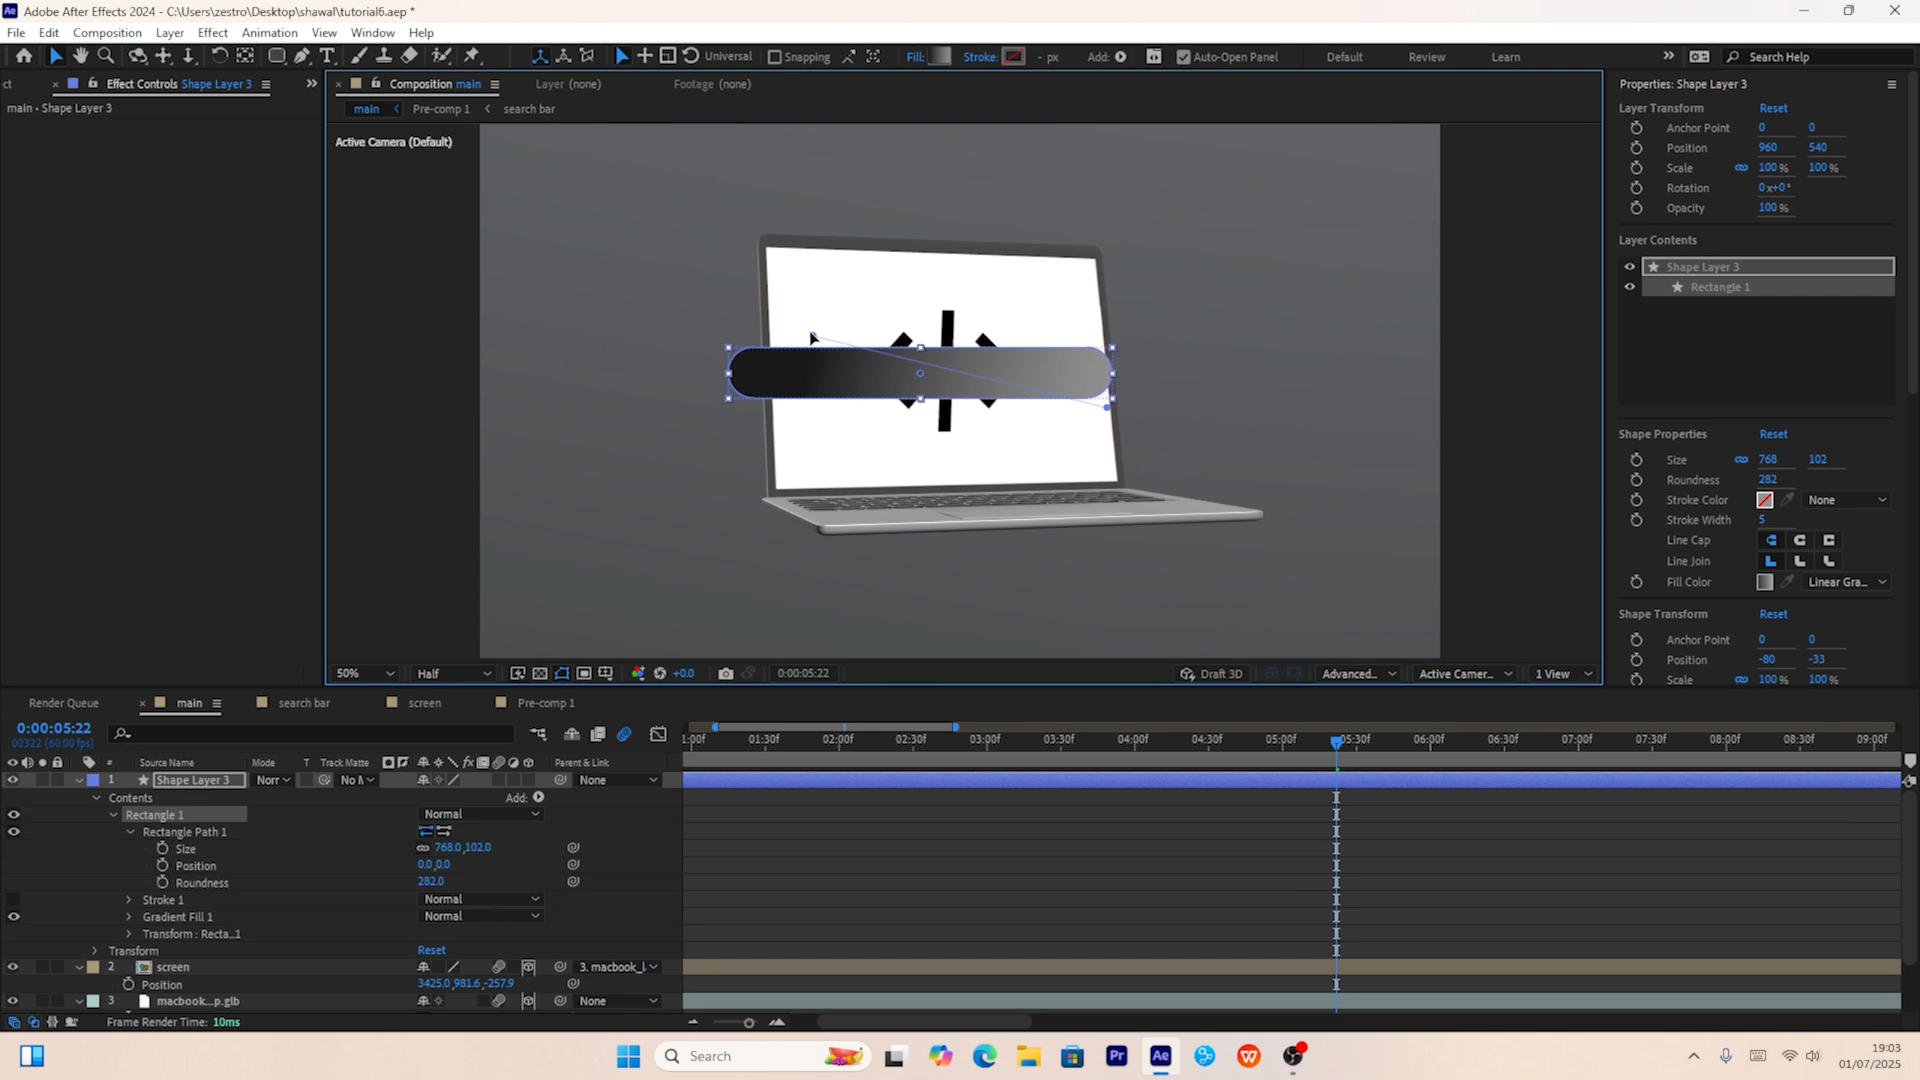 Adobe After Effects 2024 - C:\Users\zestro\Desktop\shawal\tutorial6.aep *
File Edit Composition Layer Effect Animation View Window Help
Universal Snapping Fill: Stroke: - px Add: Auto-Open Panel Default Review Learn Search Help
ct Effect Controls Shape Layer 3
main • Shape Layer 3
Composition main Layer (none) Footage (none)
main Pre-comp 1 search bar
Active Camera (Default)
50% Half +0.0 0:00:05:22 Draft 3D Advanced... Active Camer... 1 View
Properties: Shape Layer 3
Layer Transform Reset
Anchor Point 0 0
Position 960 540
Scale 100 % 100 %
Rotation 0x+0°
Opacity 100 %
Layer Contents
Shape Layer 3
Rectangle 1
Shape Properties Reset
Size 768 102
Roundness 282
Stroke Color None
Stroke Width 5
Line Cap
Line Join
Fill Color Linear Gra...
Shape Transform Reset
Anchor Point 0 0
Position -80 -33
Scale 100 % 100 %
Render Queue main search bar screen Pre-comp 1
0:00:05:22
00322 (60.00 fps)
1:00f 01:30f 02:00f 02:30f 03:00f 03:30f 04:00f 04:30f 05:00f 05:30f 06:00f 06:30f 07:00f 07:30f 08:00f 08:30f 09:00f
# Source Name Mode T Track Matte Parent & Link
1 Shape Layer 3 Norr No M None
Contents Add:
Rectangle 1 Normal
Rectangle Path 1
Size 768.0,102.0
Position 0.0,0.0
Roundness 282.0
Stroke 1 Normal
Gradient Fill 1 Normal
Transform : Recta...1
Transform Reset
2 screen 3. macbook_l
Position 3425.0,981.6,-257.9
3 macbook...p.glb None
Frame Render Time: 10ms
Search
19:03
01/07/2025